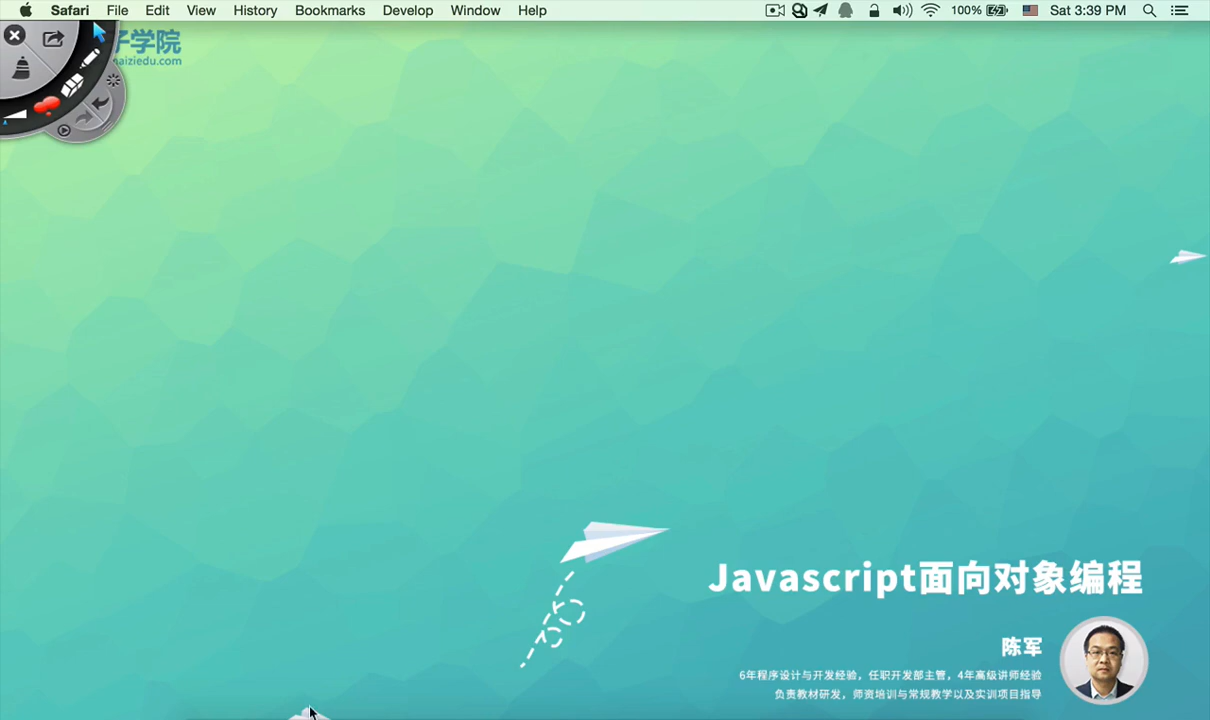 Safari File Edit View History Bookmarks Develop Window Help 100% Sat 3:39 PM
子学院
maiziedu.com
Javascript面向对象编程
陈军
6年程序设计与开发经验，任职开发部主管，4年高级讲师经验
负责教材研发，师资培训与常规教学以及实训项目指导